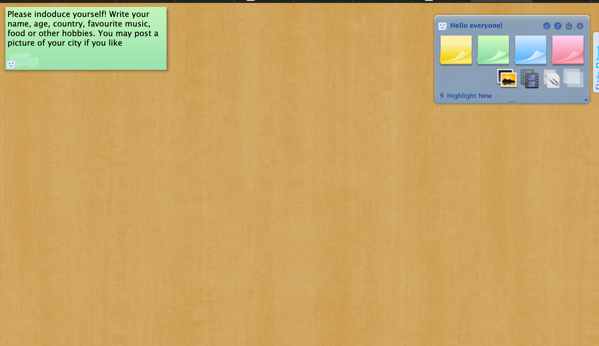 Please indoduce yourself! Write your
name, age, country, favourite music,
food or other hobbies. You may post a
picture of your city if you like
Hello everyone!
Highlight New